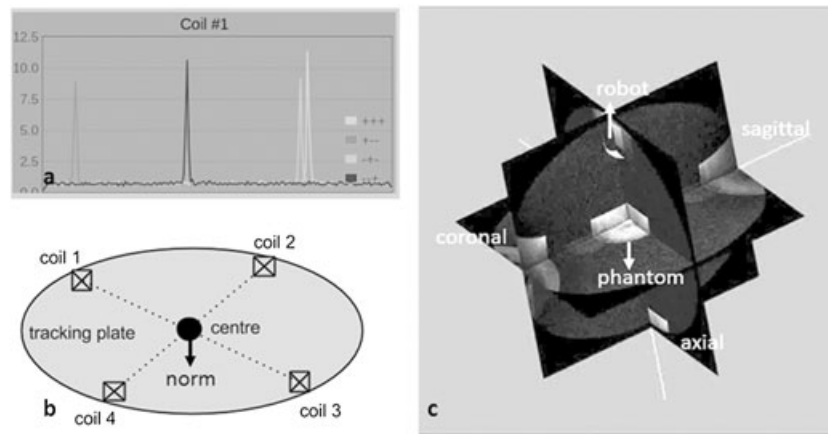 Coil #1
12.5
10.0
7.5
5.0
2.5
0.0
+++
+--
-+-
--+
a
coil 1
coil 2
tracking plate
centre
norm
coil 4
coil 3
b
robot
sagittal
coronal
phantom
axial
c